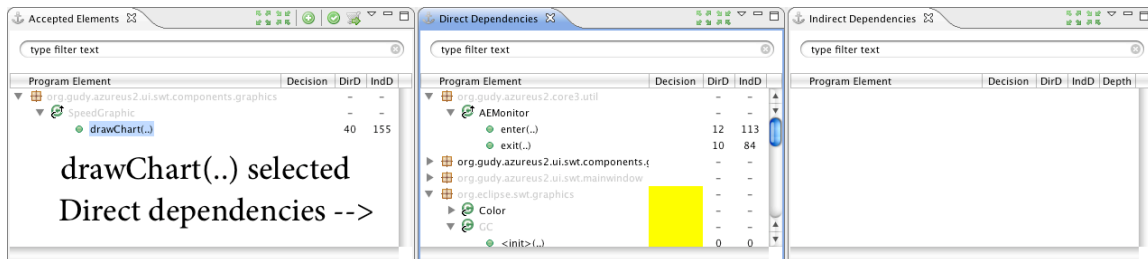 Accepted Elements
type filter text
Program Element Decision DirD IndD
org.gudy.azureus2.ui.swt.components.graphics - -
SpeedGraphic - -
drawChart(..) 40 155
drawChart(..) selected
Direct dependencies -->
Direct Dependencies
type filter text
Program Element Decision DirD IndD
org.gudy.azureus2.core3.util - -
AEMonitor - -
enter(..) 12 113
exit(..) 10 84
org.gudy.azureus2.ui.swt.components.g - -
org.gudy.azureus2.ui.swt.mainwindow - -
org.eclipse.swt.graphics - -
Color - -
GC - -
<init>(..) 0 0
Indirect Dependencies
type filter text
Program Element Decision DirD IndD Depth